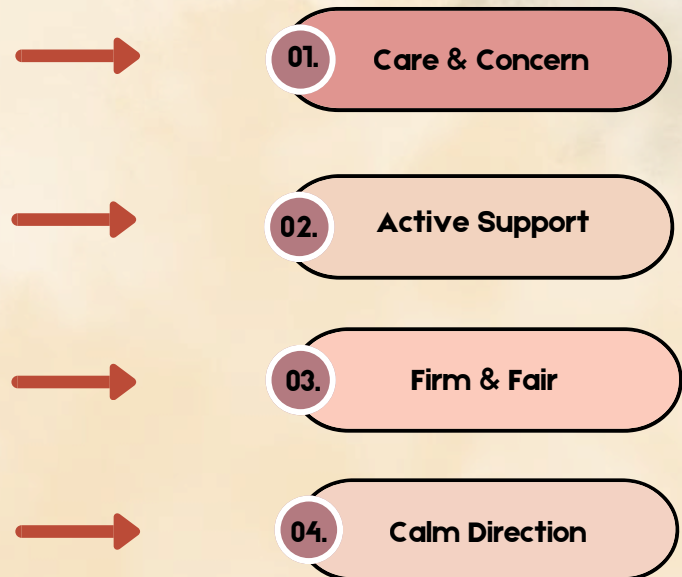 01. Care & Concern
02. Active Support
03. Firm & Fair
04. Calm Direction